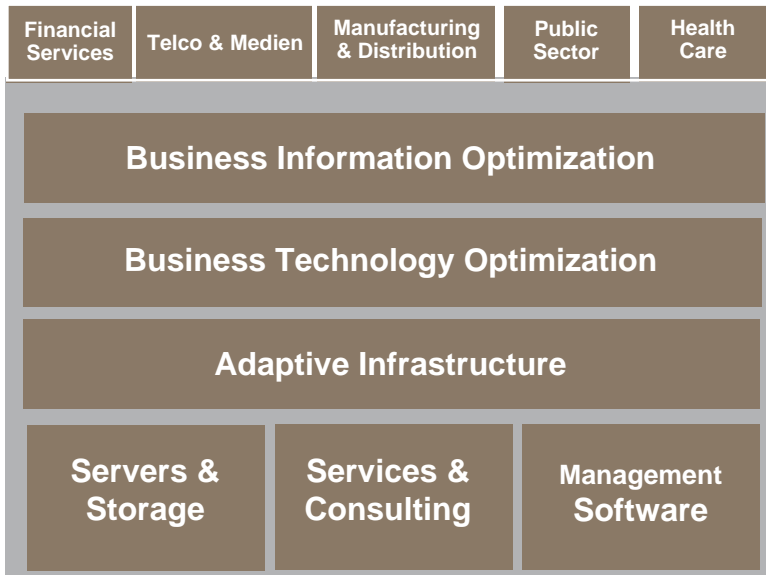 Financial
Services
Telco & Medien
Manufacturing
& Distribution
Public
Sector
Health
Care
Business Information Optimization
Business Technology Optimization
Adaptive Infrastructure
Servers &
Storage
Services &
Consulting
Management
Software